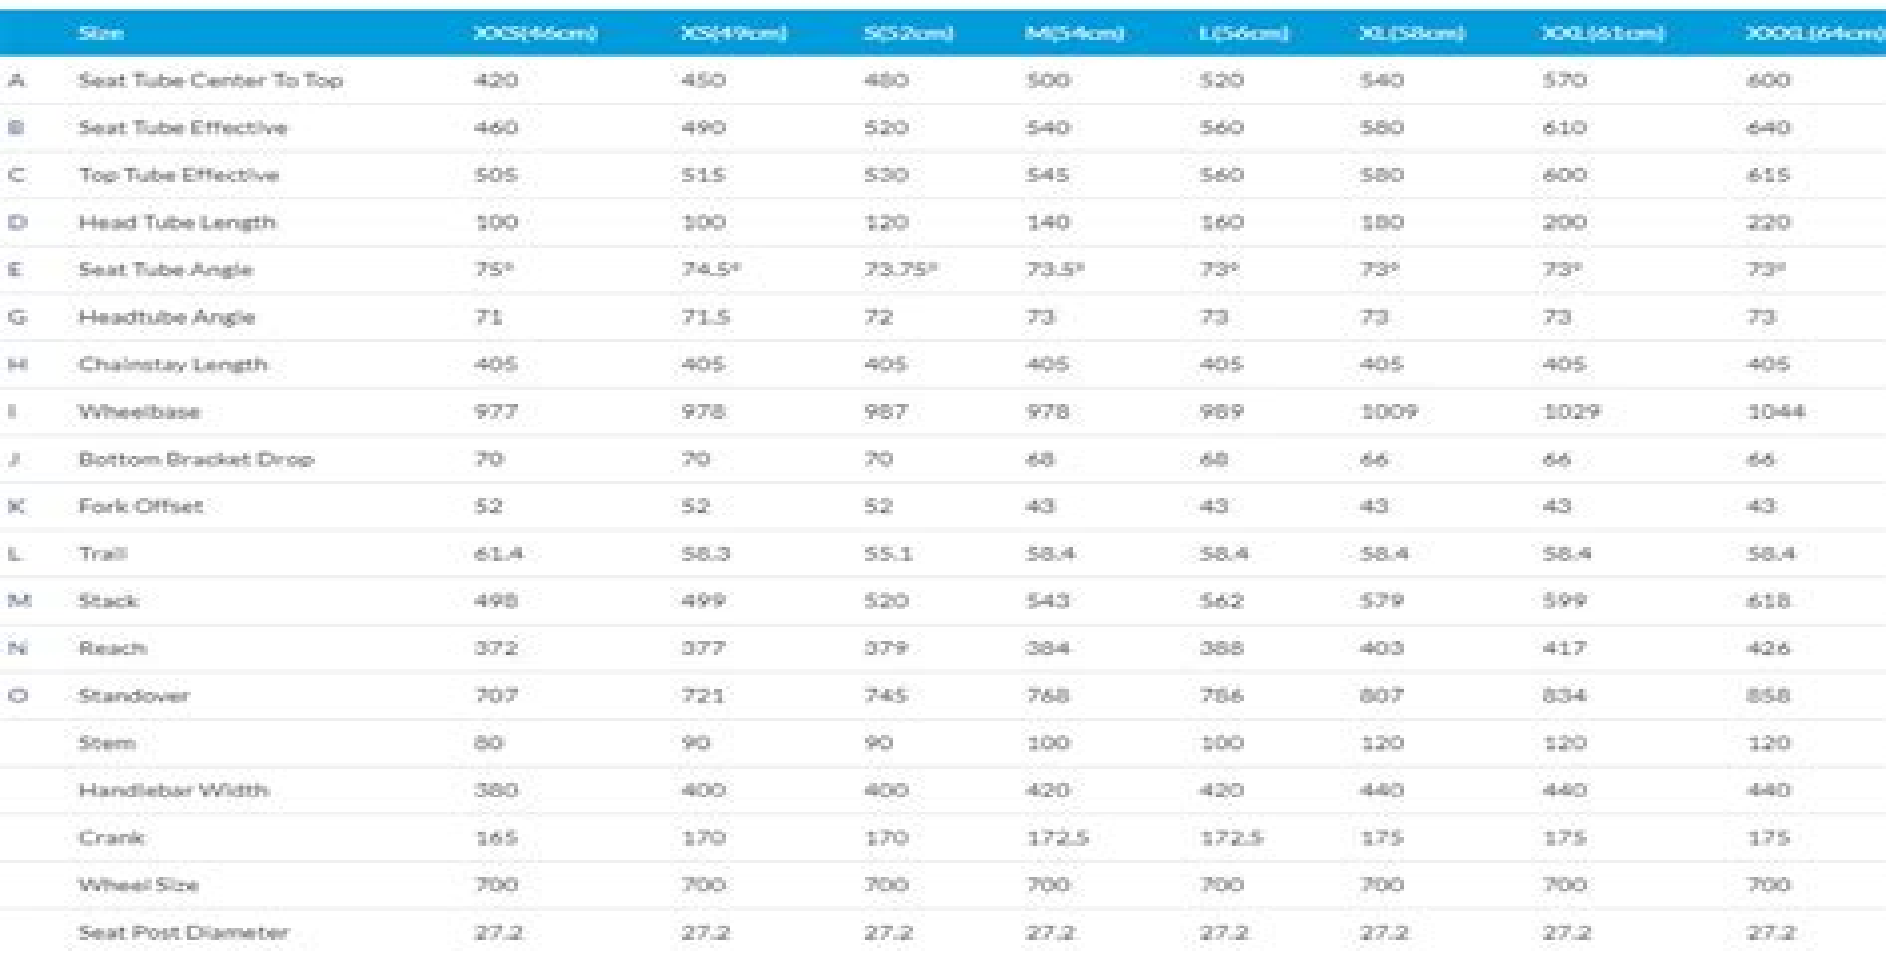 Size XXS(46cm) XS(49cm) S(52cm) M(54cm) L(56cm) XL(58cm) XXL(61cm) XXXL(64cm)
A Seat Tube Center To Top 420 450 480 500 520 540 570 600
B Seat Tube Effective 460 490 520 540 560 580 610 640
C Top Tube Effective 505 515 530 545 560 580 600 615
D Head Tube Length 100 100 120 140 160 180 200 220
E Seat Tube Angle 75° 74.5° 73.75° 73.5° 73° 73° 73° 73°
G Headtube Angle 71 71.5 72 73 73 73 73 73
H Chainstay Length 405 405 405 405 405 405 405 405
I Wheelbase 977 978 987 978 989 1009 1029 1044
J Bottom Bracket Drop 70 70 70 68 68 66 66 66
K Fork Offset 52 52 52 43 43 43 43 43
L Trail 61.4 58.3 55.1 58.4 58.4 58.4 58.4 58.4
M Stack 498 499 520 543 562 579 599 618
N Reach 372 377 379 384 388 403 417 426
O Standover 707 721 745 768 786 807 834 858
Stem 80 90 90 100 100 120 120 120
Handlebar Width 380 400 400 420 420 440 440 440
Crank 165 170 170 172.5 172.5 175 175 175
Wheel Size 700 700 700 700 700 700 700 700
Seat Post Diameter 27.2 27.2 27.2 27.2 27.2 27.2 27.2 27.2